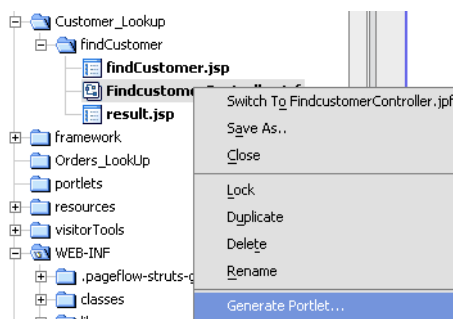 Customer_Lookup
findCustomer
findCustomer.jsp
result.jsp
framework
Orders_LookUp
portlets
resources
visitorTools
WEB-INF
classes
Switch To FindcustomerController.jpf
Save As..
Close
Lock
Duplicate
Delete
Rename
Generate Portlet...